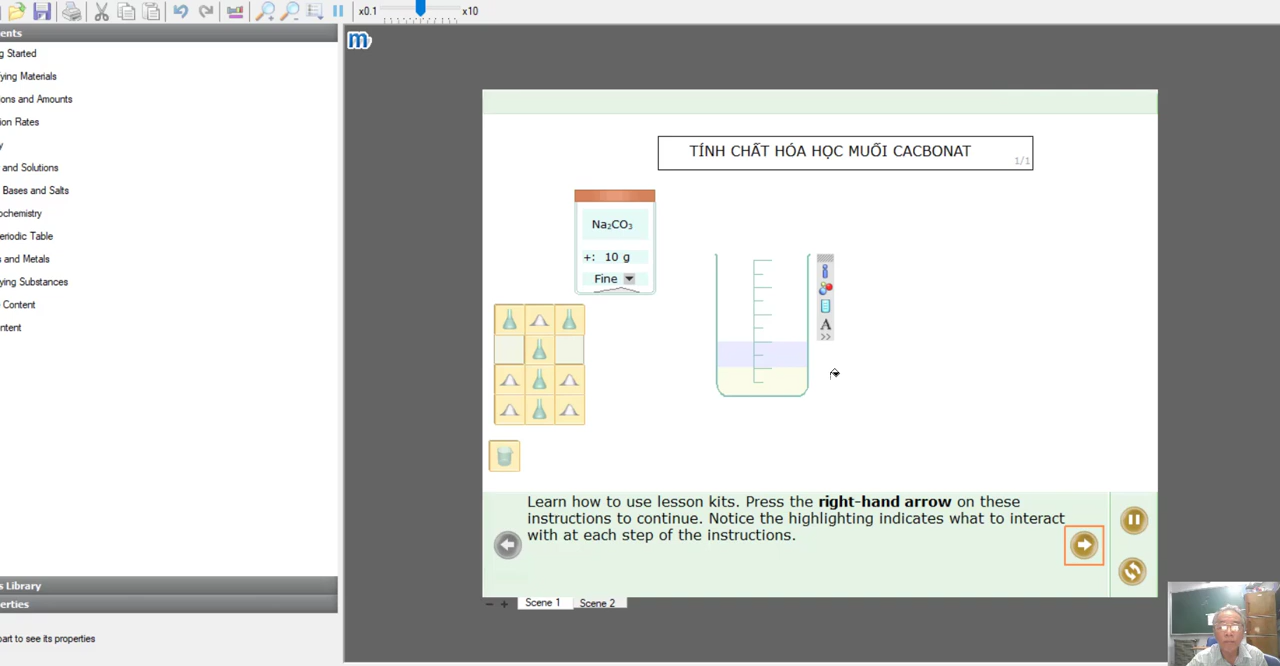 x0.1
x10
ents
g Started
fying Materials
ons and Amounts
ion Rates
y
and Solutions
Bases and Salts
ochemistry
eriodic Table
s and Metals
ying Substances
e Content
ntent
s Library
erties
part to see its properties
m
TÍNH CHẤT HÓA HỌC MUỐI CACBONAT
1/1
Na₂CO₃
+: 10 g
Fine
A
Learn how to use lesson kits. Press the right-hand arrow on these
instructions to continue. Notice the highlighting indicates what to interact
with at each step of the instructions.
Scene 1
Scene 2